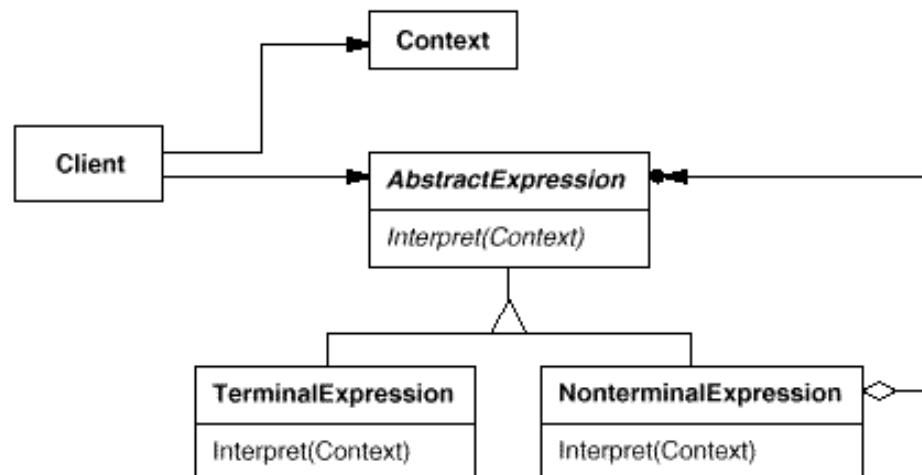 Context
Client
AbstractExpression
Interpret(Context)
TerminalExpression
Interpret(Context)
NonterminalExpression
Interpret(Context)